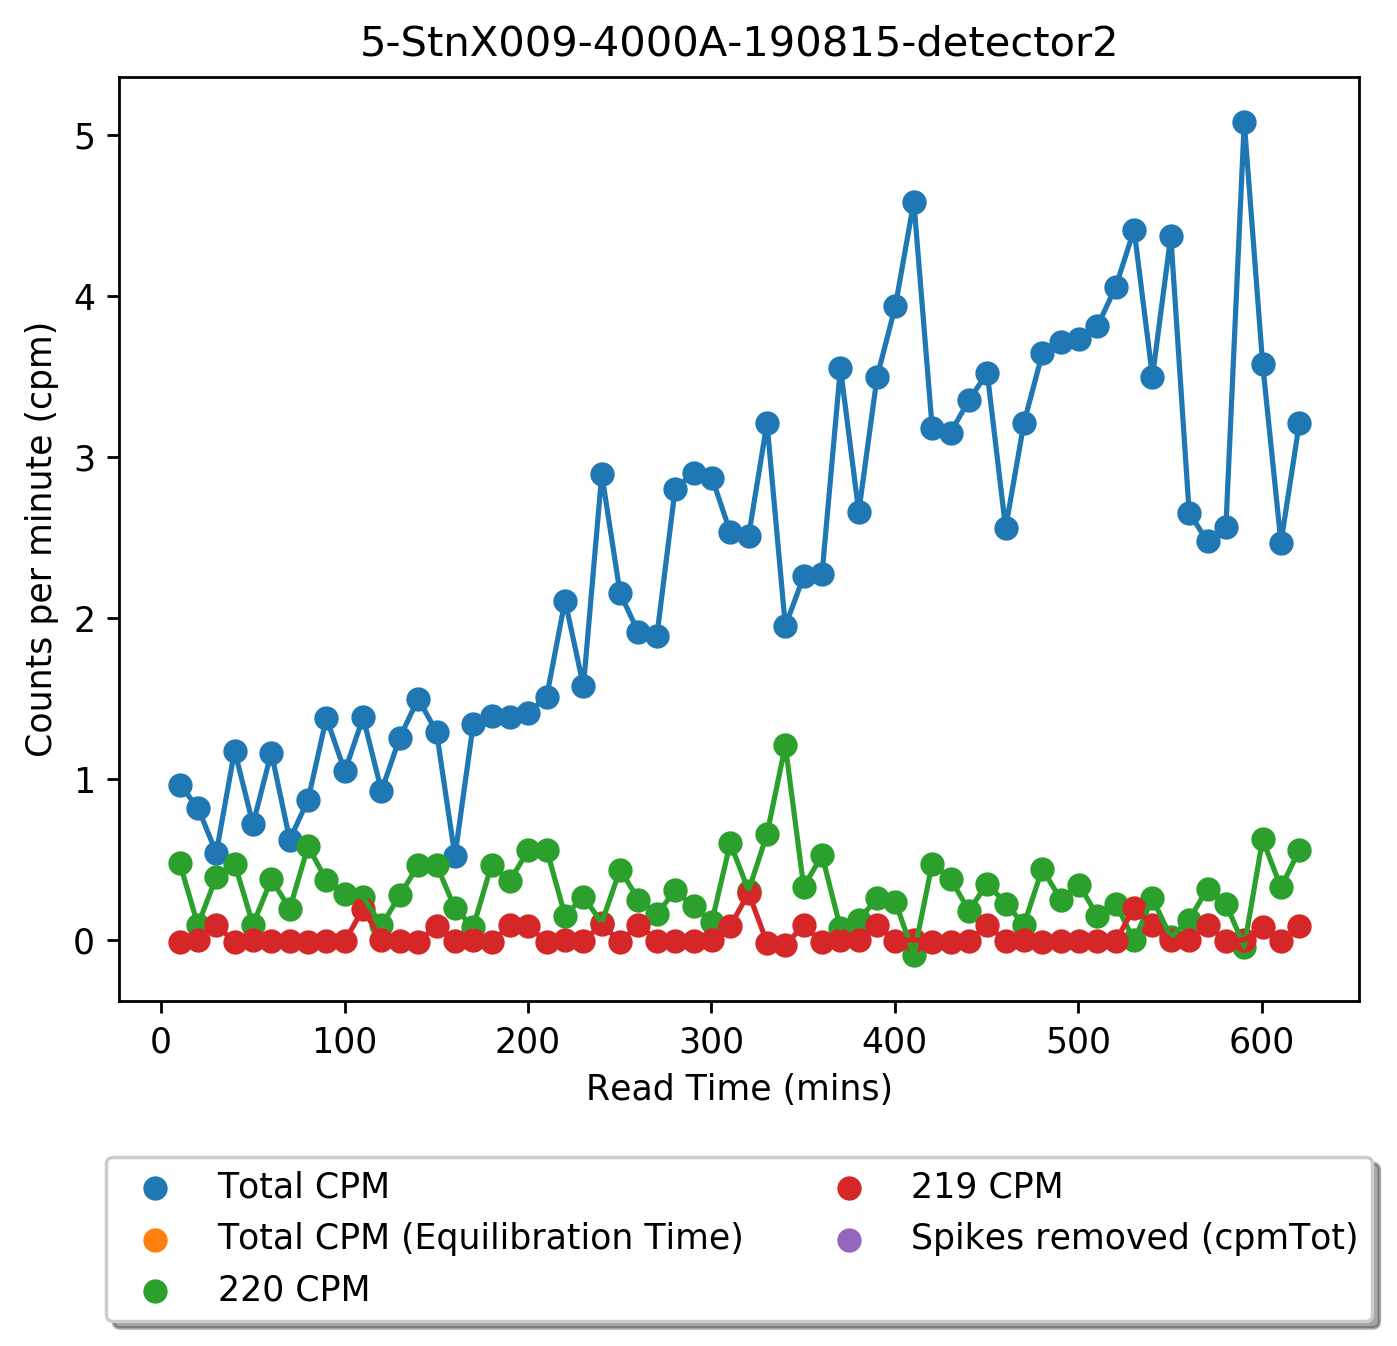 5-StnX009-4000A-190815-detector2
Counts per minute (cpm)
5
4
3
2
1
0
0 100 200 300 400 500 600
Read Time (mins)
Total CPM
Total CPM (Equilibration Time)
220 CPM
219 CPM
Spikes removed (cpmTot)